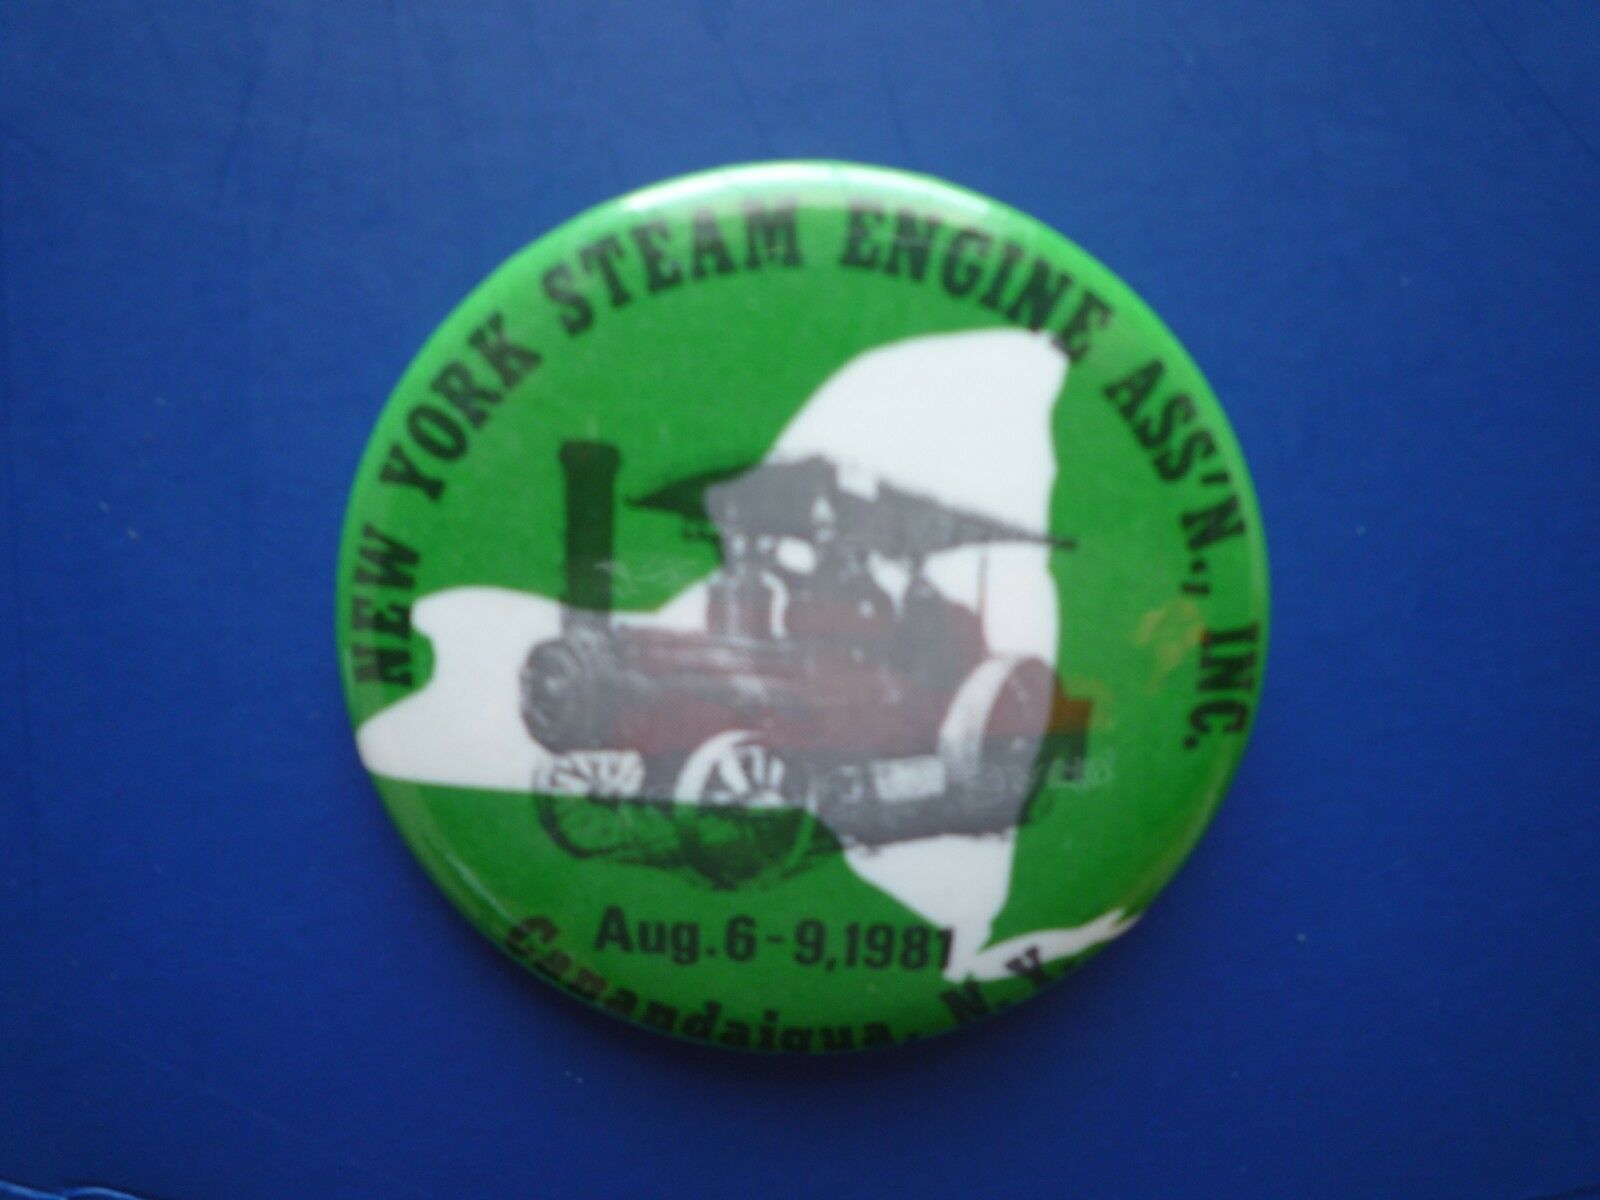 NEW YORK STEAM ENGINE ASS'N., INC.
Aug. 6-9, 1981
Canandaigua, N.Y.